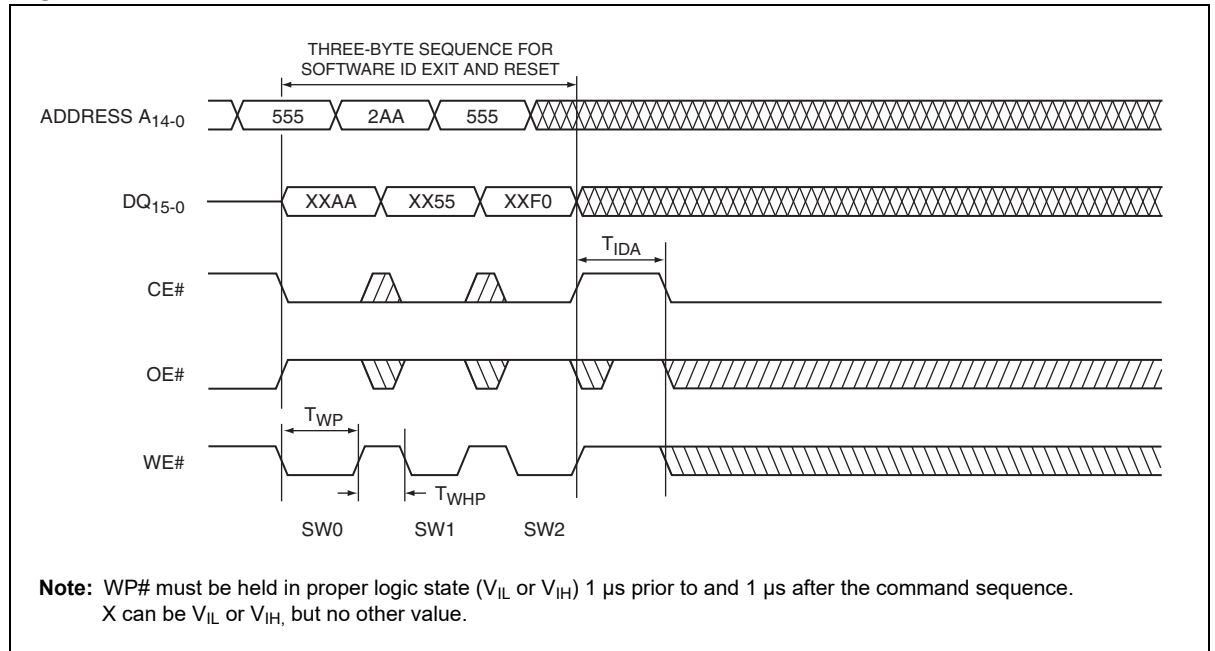 THREE-BYTE SEQUENCE FOR
SOFTWARE ID EXIT AND RESET
ADDRESS A14-0
555 2AA 555
DQ15-0
XXAA XX55 XXF0
TIDA
CE#
OE#
TWP
WE#
TWHP
SW0 SW1 SW2
Note: WP# must be held in proper logic state (VIL or VIH) 1 µs prior to and 1 µs after the command sequence.
X can be VIL or VIH, but no other value.